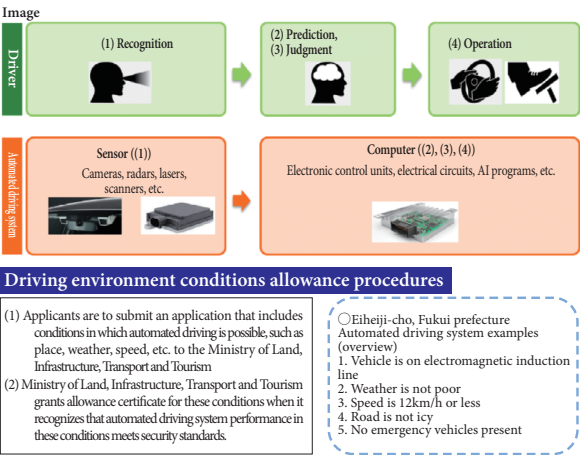 Image
Driver
(1) Recognition
(2) Prediction,
(3) Judgment
(4) Operation
Automated driving system
Sensor ((1))
Cameras, radars, lasers,
scanners, etc.
Computer ((2), (3), (4))
Electronic control units, electrical circuits, AI programs, etc.
Driving environment conditions allowance procedures
(1) Applicants are to submit an application that includes
conditions in which automated driving is possible, such as
place, weather, speed, etc. to the Ministry of Land,
Infrastructure, Transport and Tourism
(2) Ministry of Land, Infrastructure, Transport and Tourism
grants allowance certificate for these conditions when it
recognizes that automated driving system performance in
these conditions meets security standards.
○Eiheiji-cho, Fukui prefecture
Automated driving system examples
(overview)
1. Vehicle is on electromagnetic induction
line
2. Weather is not poor
3. Speed is 12km/h or less
4. Road is not icy
5. No emergency vehicles present